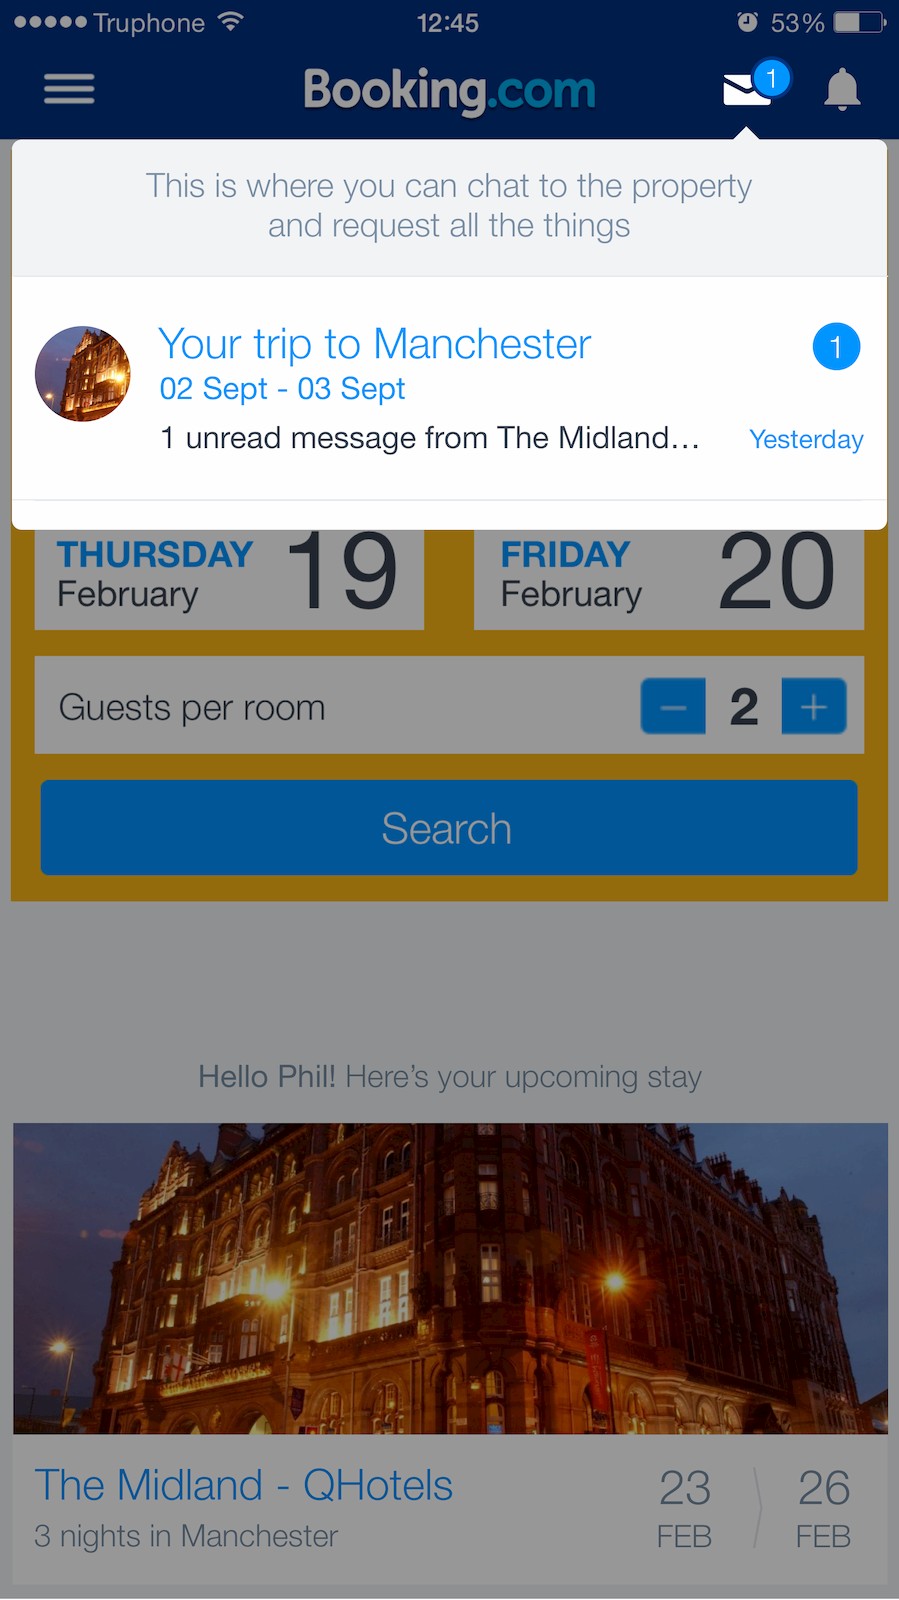 Truphone 12:45 53%
Booking.com 1
This is where you can chat to the property
and request all the things
Your trip to Manchester 1
02 Sept - 03 Sept
1 unread message from The Midland... Yesterday
THURSDAY 19 FRIDAY 20
February February
Guests per room − 2 +
Search
Hello Phil! Here's your upcoming stay
The Midland - QHotels 23 26
3 nights in Manchester FEB FEB